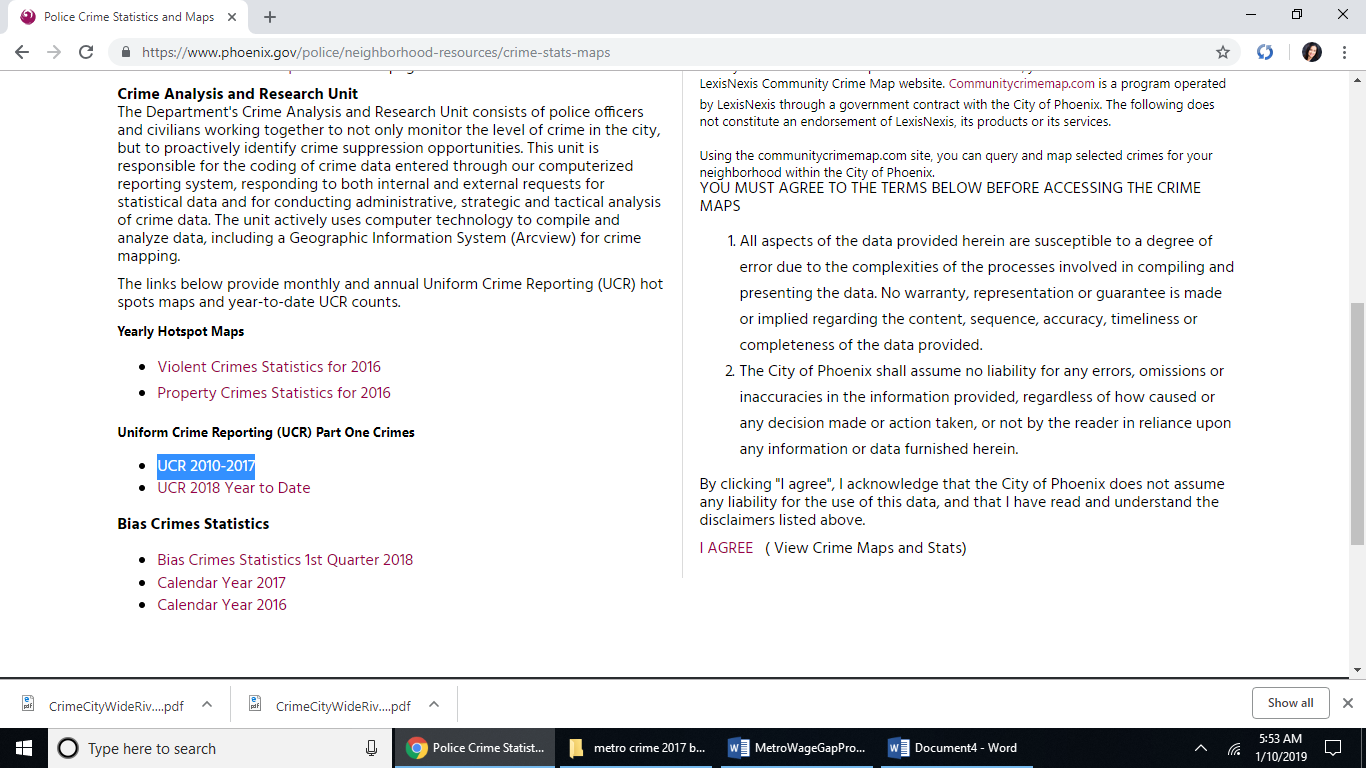 Police Crime Statistics and Maps
https://www.phoenix.gov/police/neighborhood-resources/crime-stats-maps
Crime Analysis and Research Unit
The Department's Crime Analysis and Research Unit consists of police officers
and civilians working together to not only monitor the level of crime in the city,
but to proactively identify crime suppression opportunities. This unit is
responsible for the coding of crime data entered through our computerized
reporting system, responding to both internal and external requests for
statistical data and for conducting administrative, strategic and tactical analysis
of crime data. The unit actively uses computer technology to compile and
analyze data, including a Geographic Information System (Arcview) for crime
mapping.
The links below provide monthly and annual Uniform Crime Reporting (UCR) hot
spots maps and year-to-date UCR counts.
Yearly Hotspot Maps
• Violent Crimes Statistics for 2016
• Property Crimes Statistics for 2016
Uniform Crime Reporting (UCR) Part One Crimes
• UCR 2010-2017
• UCR 2018 Year to Date
Bias Crimes Statistics
• Bias Crimes Statistics 1st Quarter 2018
• Calendar Year 2017
• Calendar Year 2016
LexisNexis Community Crime Map website. Communitycrimemap.com is a program operated
by LexisNexis through a government contract with the City of Phoenix. The following does
not constitute an endorsement of LexisNexis, its products or its services.
Using the communitycrimemap.com site, you can query and map selected crimes for your
neighborhood within the City of Phoenix.
YOU MUST AGREE TO THE TERMS BELOW BEFORE ACCESSING THE CRIME
MAPS
1. All aspects of the data provided herein are susceptible to a degree of
error due to the complexities of the processes involved in compiling and
presenting the data. No warranty, representation or guarantee is made
or implied regarding the content, sequence, accuracy, timeliness or
completeness of the data provided.
2. The City of Phoenix shall assume no liability for any errors, omissions or
inaccuracies in the information provided, regardless of how caused or
any decision made or action taken, or not by the reader in reliance upon
any information or data furnished herein.
By clicking "I agree", I acknowledge that the City of Phoenix does not assume
any liability for the use of this data, and that I have read and understand the
disclaimers listed above.
I AGREE ( View Crime Maps and Stats)
CrimeCityWideRiv....pdf
CrimeCityWideRiv....pdf
Show all
Type here to search
Police Crime Statist...
metro crime 2017 b...
MetroWageGapPro...
Document4 - Word
5:53 AM
1/10/2019